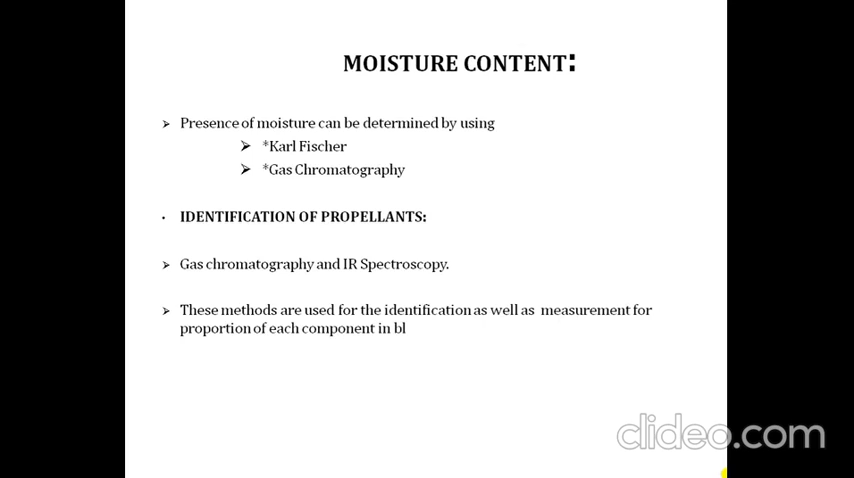 MOISTURE CONTENT:
➢ Presence of moisture can be determined by using
➢ *Karl Fischer
➢ *Gas Chromatography
• IDENTIFICATION OF PROPELLANTS:
➢ Gas chromatography and IR Spectroscopy.
➢ These methods are used for the identification as well as measurement for
proportion of each component in bl
clideo.com